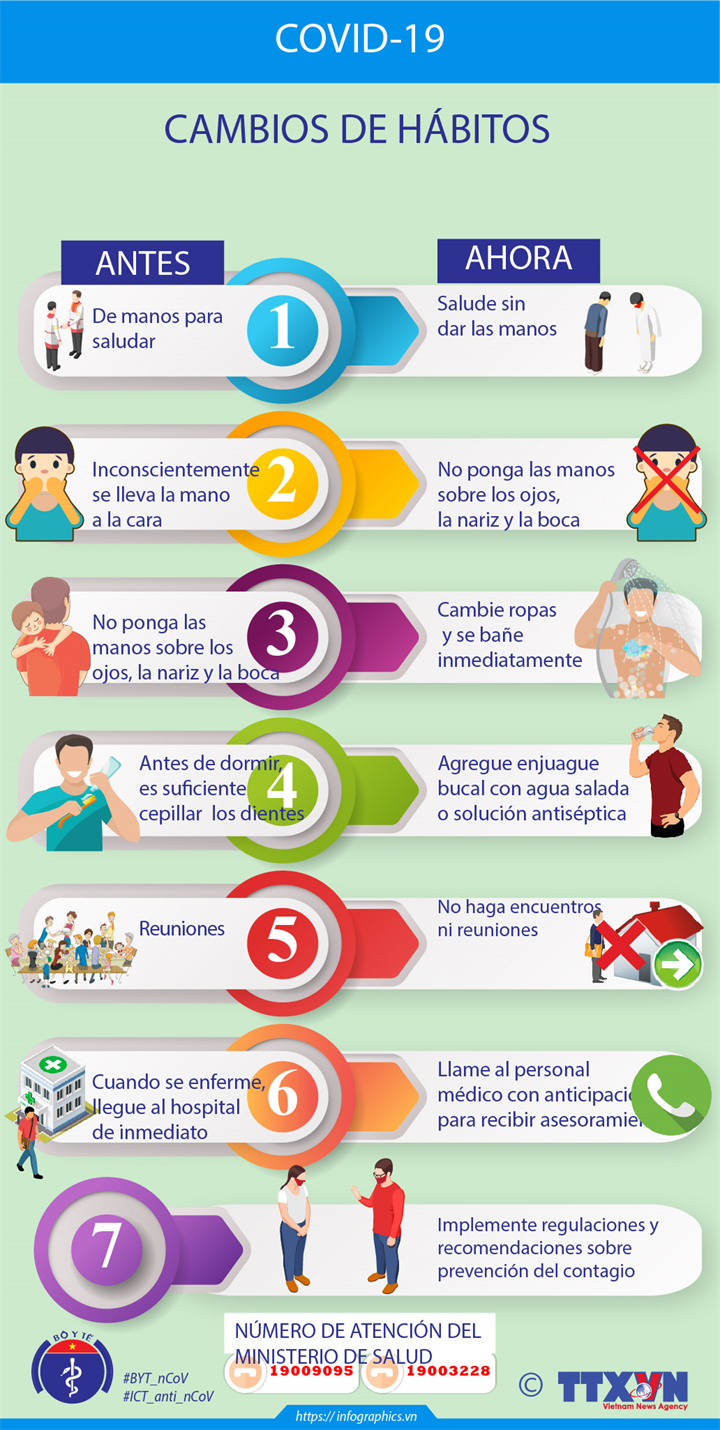 COVID-19
CAMBIOS DE HÁBITOS
ANTES
AHORA
De manos para
saludar
1
Salude sin
dar las manos
Inconscientemente
se lleva la mano
a la cara
2
No ponga las manos
sobre los ojos,
la nariz y la boca
No ponga las
manos sobre los
ojos, la nariz y la boca
3
Cambie ropas
y se bañe
inmediatamente
Antes de dormir,
es suficiente
cepillar los dientes
4
Agregue enjuague
bucal con agua salada
o solución antiséptica
Reuniones
5
No haga encuentros
ni reuniones
Cuando se enferme,
llegue al hospital
de inmediato
6
Llame al personal
médico con anticipació
para recibir asesoramie
7
Implemente regulaciones y
recomendaciones sobre
prevención del contagio
BỘ Y TẾ
#BYT_nCoV
#ICT_anti_nCoV
NÚMERO DE ATENCIÓN DEL
MINISTERIO DE SALUD
19009095
19003228
© TTXVN
Vietnam News Agency
https://infographics.vn